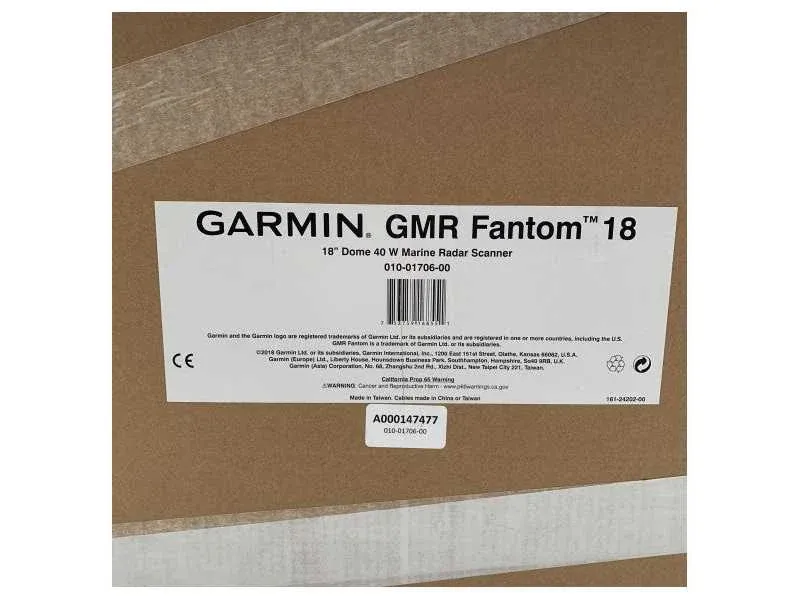 GARMIN® GMR Fantom™ 18
18" Dome 40 W Marine Radar Scanner
010-01706-00
Garmin and the Garmin logo are registered trademarks of Garmin Ltd. or its subsidiaries and are registered in one or more countries, including the U.S.
GMR Fantom is a trademark of Garmin Ltd. or its subsidiaries.
©2018 Garmin Ltd. or its subsidiaries, Garmin International, Inc., 1200 East 151st Street, Olathe, Kansas 66062, U.S.A.
Garmin (Europe) Ltd., Liberty House, Hounsdown Business Park, Southampton, Hampshire, So40 9RB, U.K.
Garmin (Asia) Corporation, No. 68, Zhangshu 2nd Rd., Xizhi Dist., New Taipei City 221, Taiwan.
CE
California Prop 65 Warning
⚠WARNING: Cancer and Reproductive Harm - www.p65warnings.ca.gov
Made in Taiwan. Cables made in China or Taiwan
161-24202-00
A000147477
010-01706-00